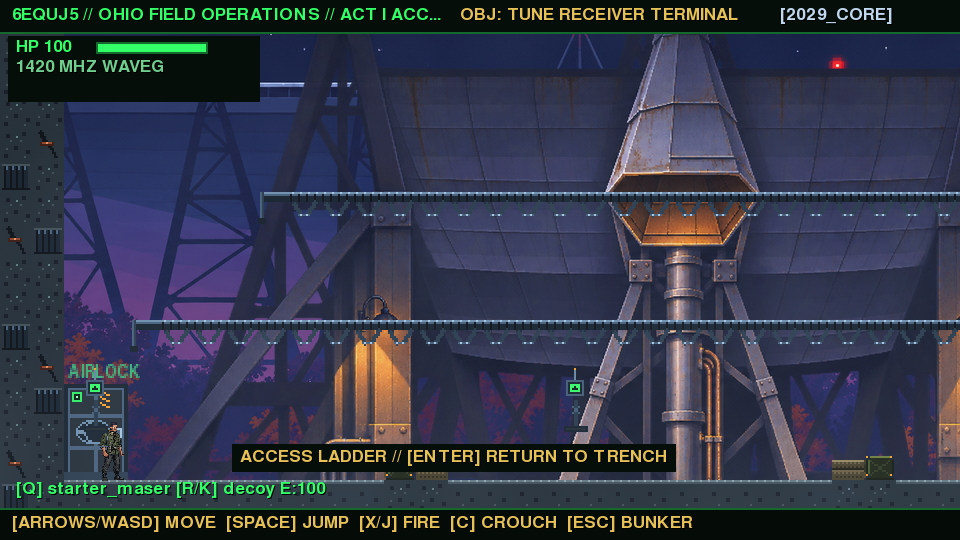 6EQUJ5 // OHIO FIELD OPERATIONS // ACT I ACC... OBJ: TUNE RECEIVER TERMINAL [2029_CORE]
HP 100
1420 MHZ WAVEG
AIRLOCK
ACCESS LADDER // [ENTER] RETURN TO TRENCH
[Q] starter_maser [R/K] decoy E:100
[ARROWS/WASD] MOVE [SPACE] JUMP [X/J] FIRE [C] CROUCH [ESC] BUNKER